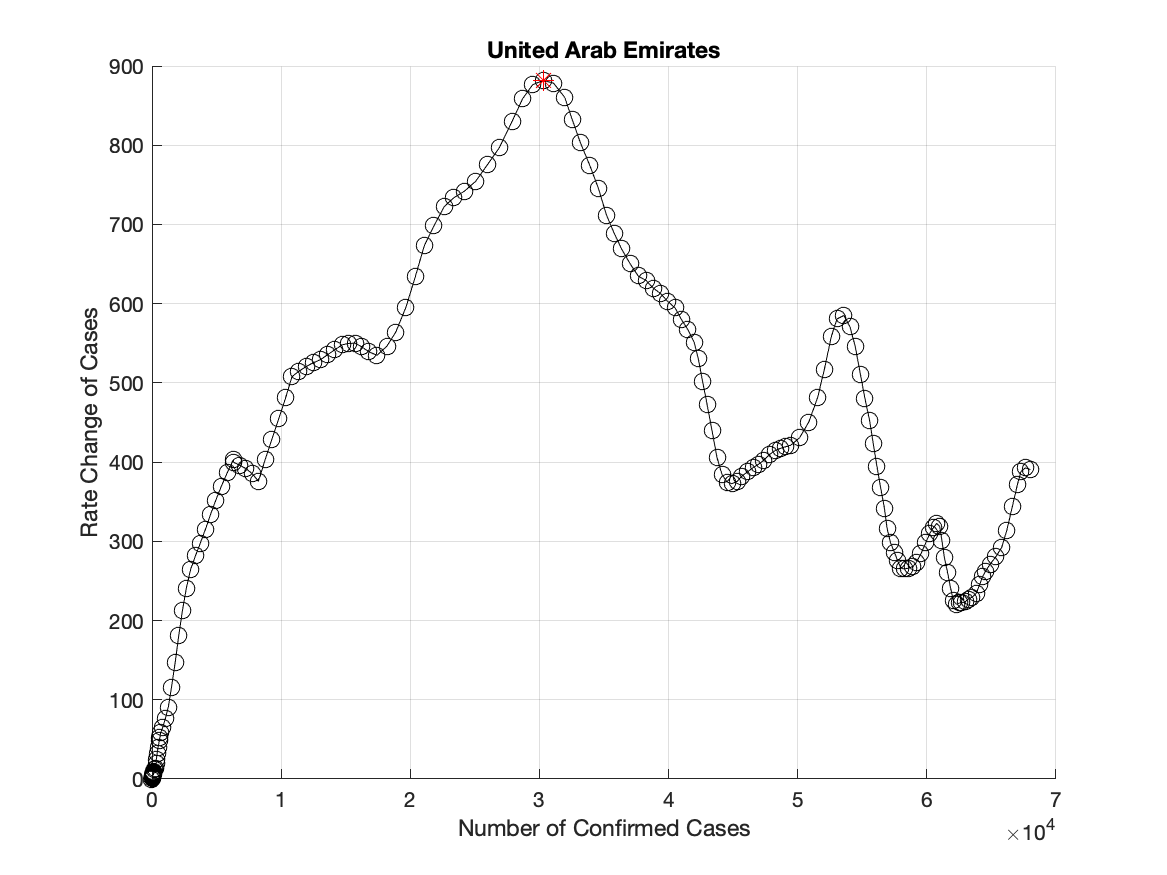 United Arab Emirates
900
800
700
600
500
400
300
200
100
0
Rate Change of Cases
0 1 2 3 4 5 6 7
Number of Confirmed Cases
×10⁴